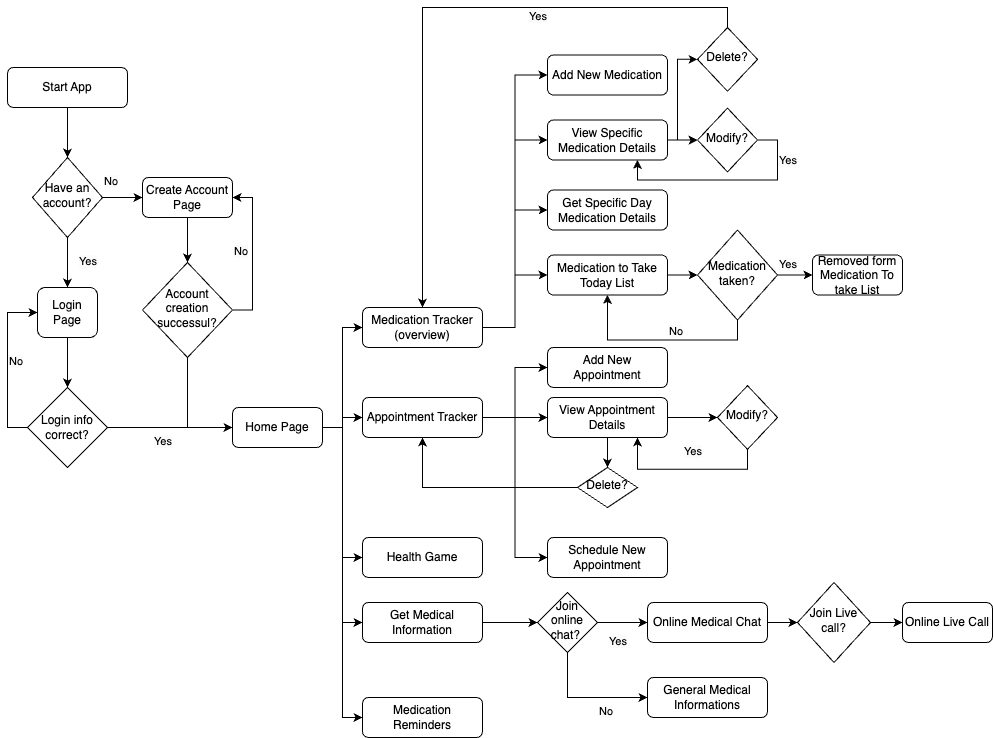 Yes
Delete?
Add New Medication
Start App
View Specific
Medication Details
Modify?
Yes
Have an
account?
No
Create Account
Page
Get Specific Day
Medication Details
No
Yes
Medication to Take
Today List
Medication
taken?
Yes
Removed form
Medication To
take List
Login
Page
Account
creation
successul?
No
Medication Tracker
(overview)
No
Add New
Appointment
Login info
correct?
Yes
Home Page
Appointment Tracker
View Appointment
Details
Modify?
Yes
Delete?
Health Game
Schedule New
Appointment
Get Medical
Information
Join
online
chat?
Yes
Online Medical Chat
Join Live
call?
Online Live Call
No
General Medical
Informations
Medication
Reminders